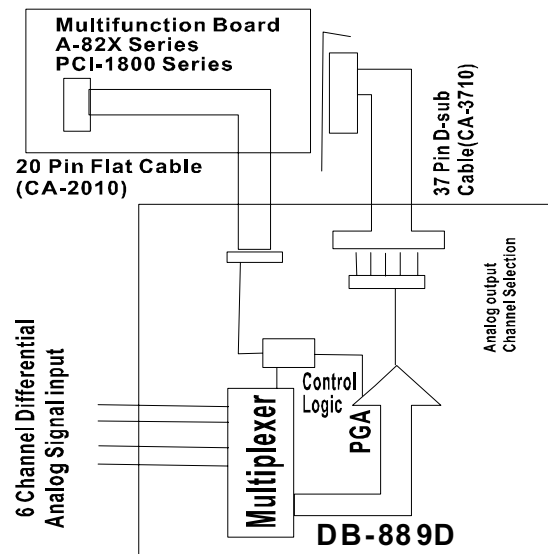 Multifunction Board
A-82X Series
PCI-1800 Series
20 Pin Flat Cable
(CA-2010)
37 Pin D-sub
Cable(CA-3710)
Analog output
Channel Selection
6 Channel Differential
Analog Signal input
Control
Logic
Multiplexer
PGA
DB-889D